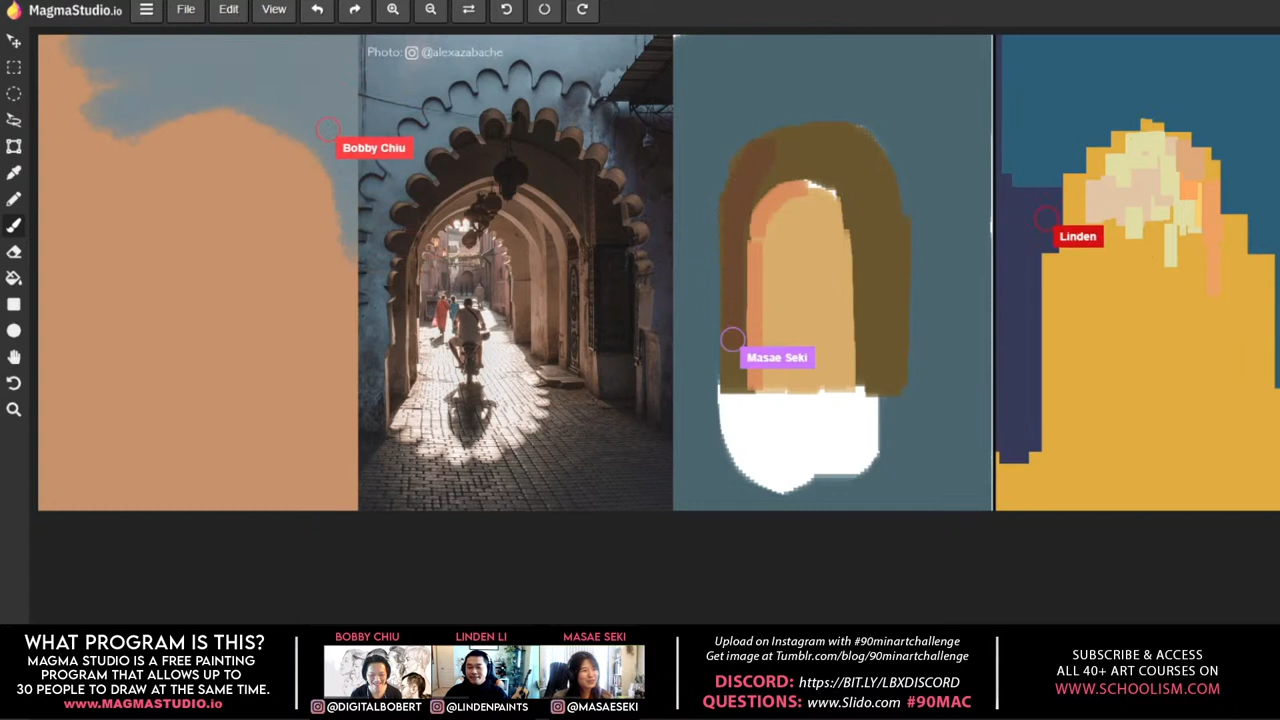 MagmaStudio.io
File
Edit
View
Photo: @alexazabache
Bobby Chiu
Linden
Masae Seki
WHAT PROGRAM IS THIS?
MAGMA STUDIO IS A FREE PAINTING
PROGRAM THAT ALLOWS UP TO
30 PEOPLE TO DRAW AT THE SAME TIME.
www.MAGMASTUDIO.io
BOBBY CHIU
LINDEN LI
MASAE SEKI
@DIGITALBOBERT
@LINDENPAINTS
@MASAESEKI
Upload on Instagram with #90minartchallenge
Get image at Tumblr.com/blog/90minartchallenge
DISCORD: https://BIT.LY/LBXDISCORD
QUESTIONS: www.Slido.com #90MAC
SUBSCRIBE & ACCESS
ALL 40+ ART COURSES ON
WWW.SCHOOLISM.COM